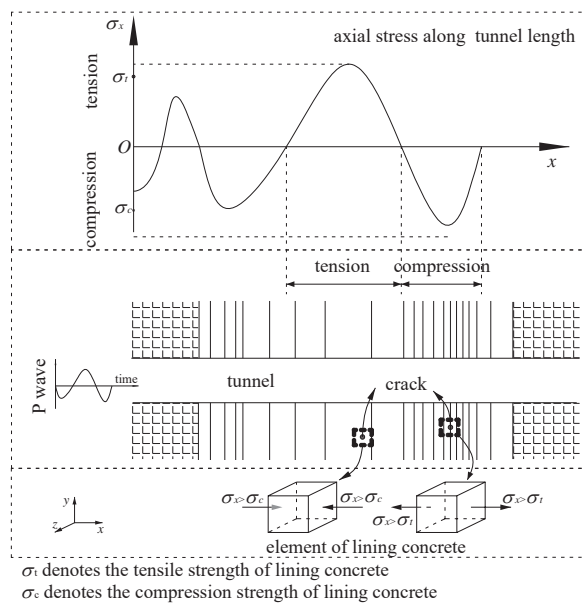 σx
axial stress along tunnel length
tension
σt
O
x
compression
σc
tension
compression
P wave
time
tunnel
crack
y
z
x
σx>σc
σx>σc
σx>σt
σx>σt
element of lining concrete
σt denotes the tensile strength of lining concrete
σc denotes the compression strength of lining concrete